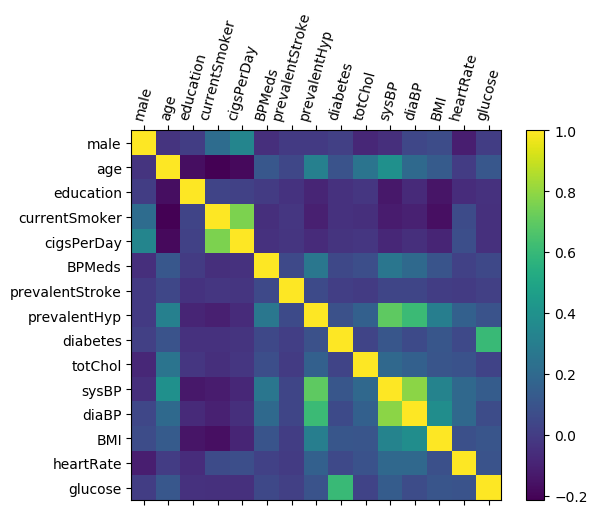 male
age
education
currentSmoker
cigsPerDay
BPMeds
prevalentStroke
prevalentHyp
diabetes
totChol
sysBP
diaBP
BMI
heartRate
glucose
male
age
education
currentSmoker
cigsPerDay
BPMeds
prevalentStroke
prevalentHyp
diabetes
totChol
sysBP
diaBP
BMI
heartRate
glucose
1.0
0.8
0.6
0.4
0.2
0.0
−0.2